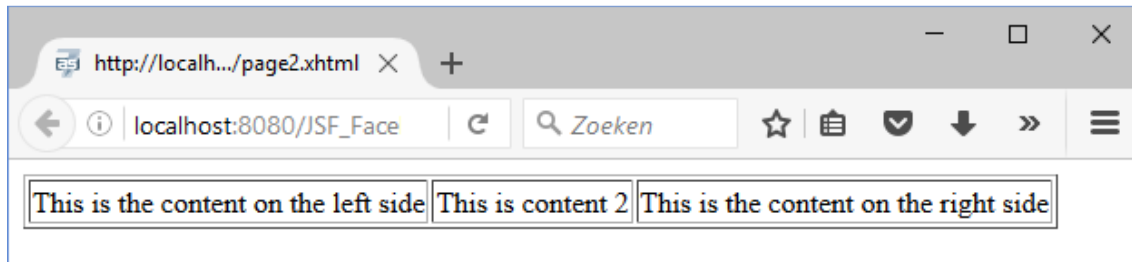 http://localh.../page2.xhtml
localhost:8080/JSF_Face
Zoeken
This is the content on the left side This is content 2 This is the content on the right side